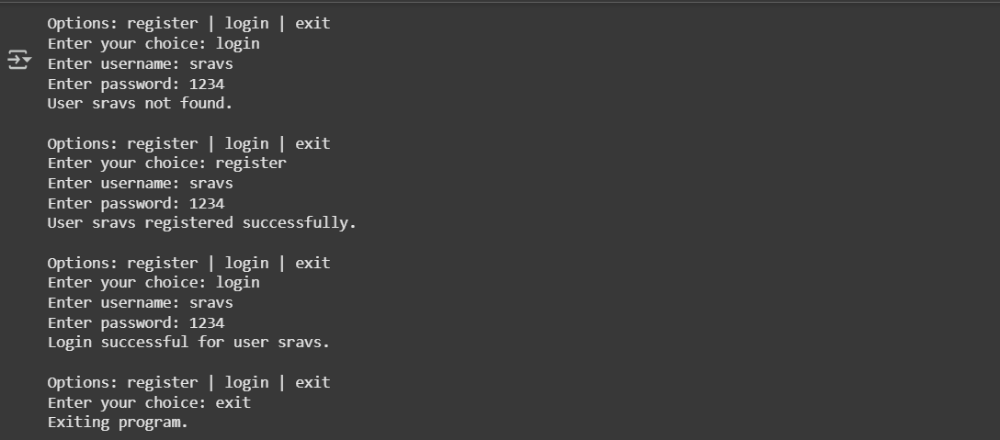 Options: register | login | exit
Enter your choice: login
Enter username: sravs
Enter password: 1234
User sravs not found.
Options: register | login | exit
Enter your choice: register
Enter username: sravs
Enter password: 1234
User sravs registered successfully.
Options: register | login | exit
Enter your choice: login
Enter username: sravs
Enter password: 1234
Login successful for user sravs.
Options: register | login | exit
Enter your choice: exit
Exiting program.